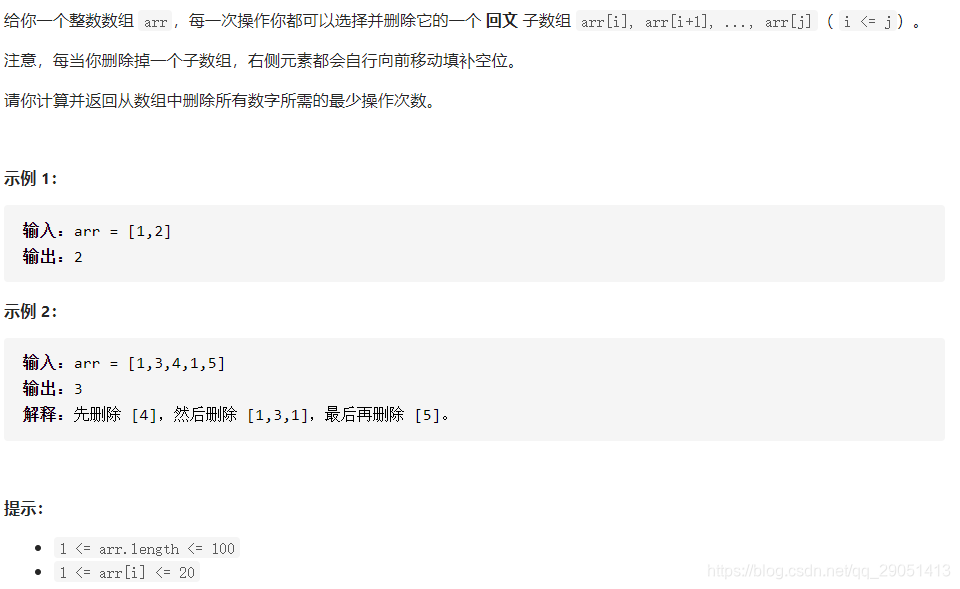 给你一个整数数组 arr，每一次操作你都可以选择并删除它的一个 回文 子数组 arr[i], arr[i+1], ..., arr[j] ( i <= j) 。
注意，每当你删除掉一个子数组，右侧元素都会自行向前移动填补空位。
请你计算并返回从数组中删除所有数字所需的最少操作次数。
示例 1：
输入：arr = [1,2]
输出：2
示例 2：
输入：arr = [1,3,4,1,5]
输出：3
解释：先删除 [4]，然后删除 [1,3,1]，最后再删除 [5]。
提示：
• 1 <= arr.length <= 100
• 1 <= arr[i] <= 20
https://blog.csdn.net/qq_29051413